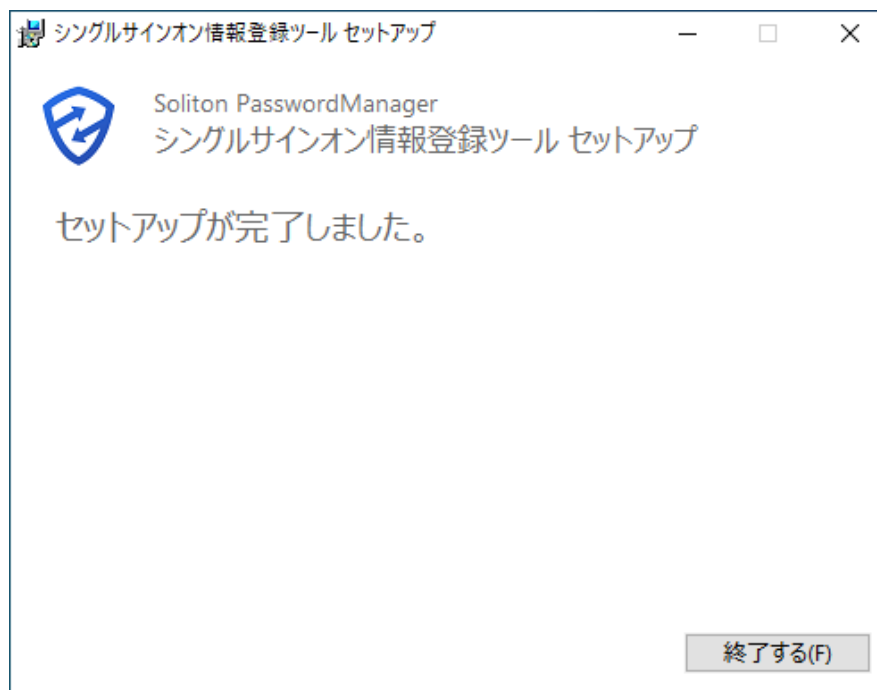 シングルサインオン情報登録ツール セットアップ
Soliton PasswordManager
シングルサインオン情報登録ツール セットアップ
セットアップが完了しました。
終了する(F)